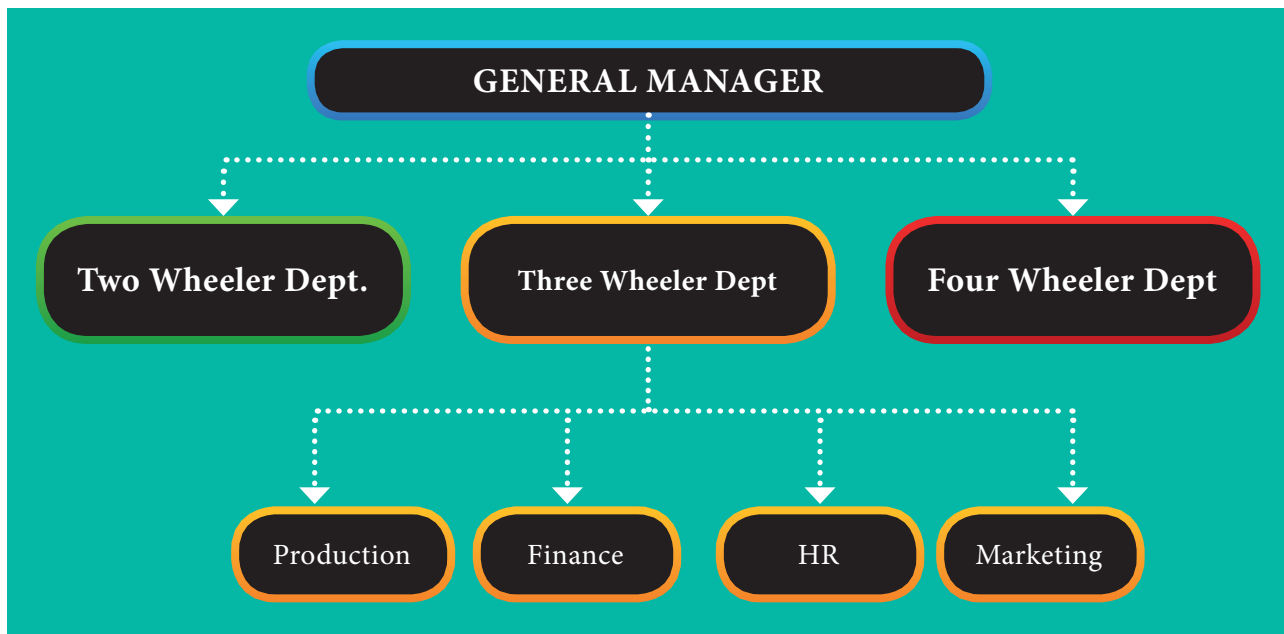 GENERAL MANAGER
Two Wheeler Dept.
Three Wheeler Dept
Four Wheeler Dept
Production
Finance
HR
Marketing